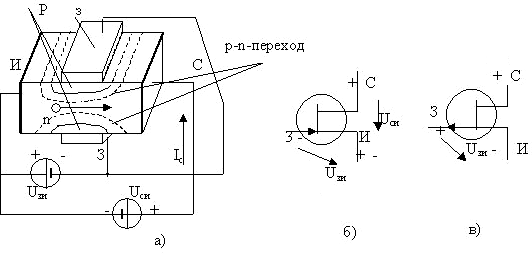 P з
p-n-переход
И С
n
З
Iс
+ -
Uзи
- Uси +
а)
+ С
Uси
З - И
+ -
Uзи
б)
+ С
З
+
Uзи - И
в)